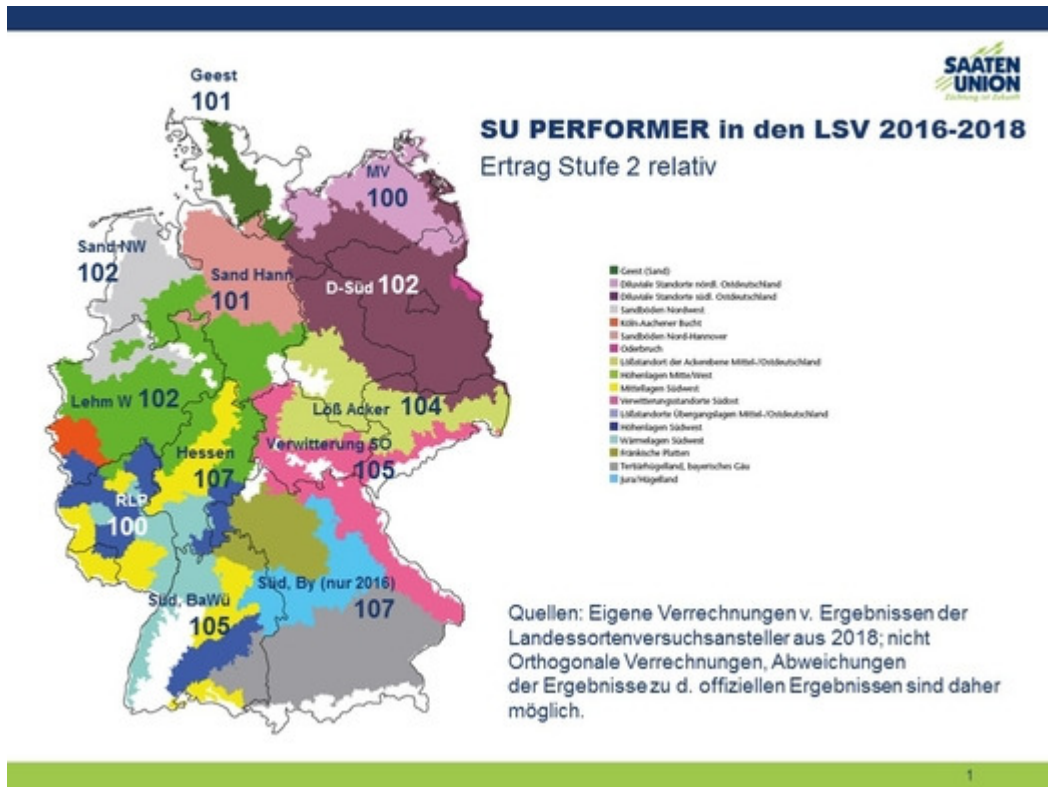 SAATEN
UNION
Züchtung ist Zukunft
SU PERFORMER in den LSV 2016-2018
Ertrag Stufe 2 relativ
Geest
101
MV
100
Sand NW
102
Sand Hann
101
D-Süd 102
Lehm W 102
Löß Acker 104
Hessen
107
Verwitterung SO
105
RLP
100
Süd, BaWü
105
Süd, By (nur 2016)
107
Geest (Sand)
Diluviale Standorte nördl. Ostdeutschland
Diluviale Standorte südl. Ostdeutschland
Sandböden Nordwest
Köln-Aachener Bucht
Sandböden Nord-Hannover
Oderbruch
Lößstandort der Ackerebene Mittel-/Ostdeutschland
Höhenlagen Mitte/West
Mittellagen Südwest
Verwitterungsstandorte Südost
Lößstandorte Übergangslagen Mittel-/Ostdeutschland
Höhenlagen Südwest
Wärmelagen Südwest
Fränkische Platten
Tertiärhügelland, bayerisches Gäu
Jura/Hügelland
Quellen: Eigene Verrechnungen v. Ergebnissen der
Landessortenversuchsansteller aus 2018; nicht
Orthogonale Verrechnungen, Abweichungen
der Ergebnisse zu d. offiziellen Ergebnissen sind daher
möglich.
1